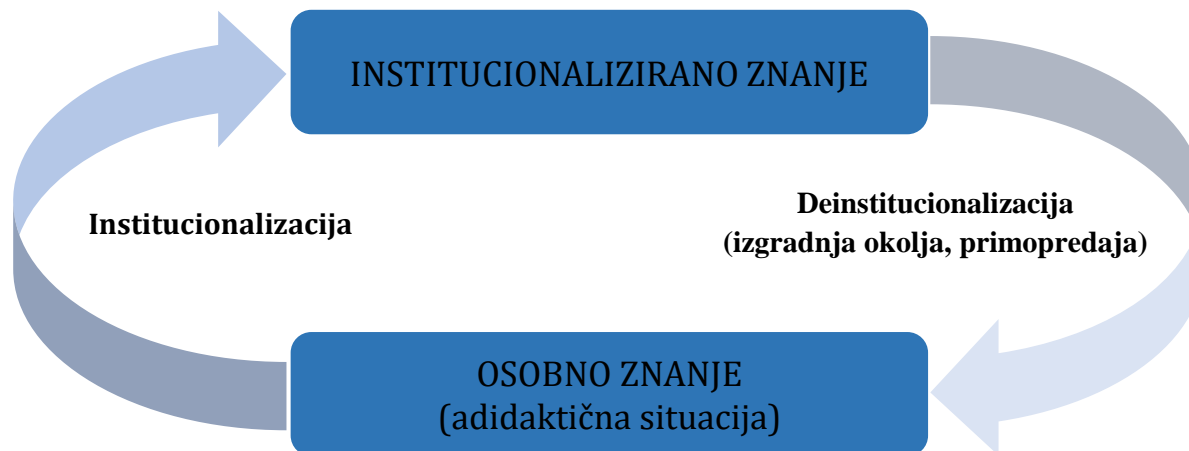 INSTITUCIONALIZIRANO ZNANJE
Institucionalizacija
Deinstitucionalizacija
(izgradnja okolja, primopredaja)
OSOBNO ZNANJE
(adidaktična situacija)